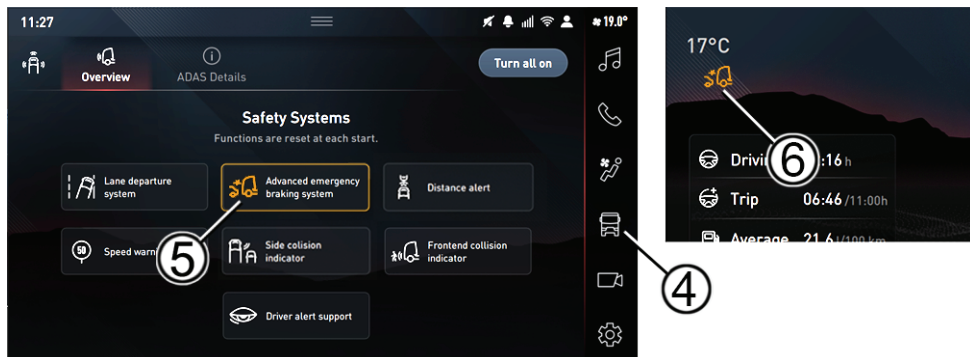 11:27
19.0°
Overview
ADAS Details
Turn all on
Safety Systems
Functions are reset at each start.
Lane departure
system
Advanced emergency
braking system
Distance alert
50
Speed warn
Side colision
indicator
Frontend collision
indicator
Driver alert support
5
4
17°C
6
Drivi :16 h
Trip 06:46 /11:00h
Average 21.6 l/100 km